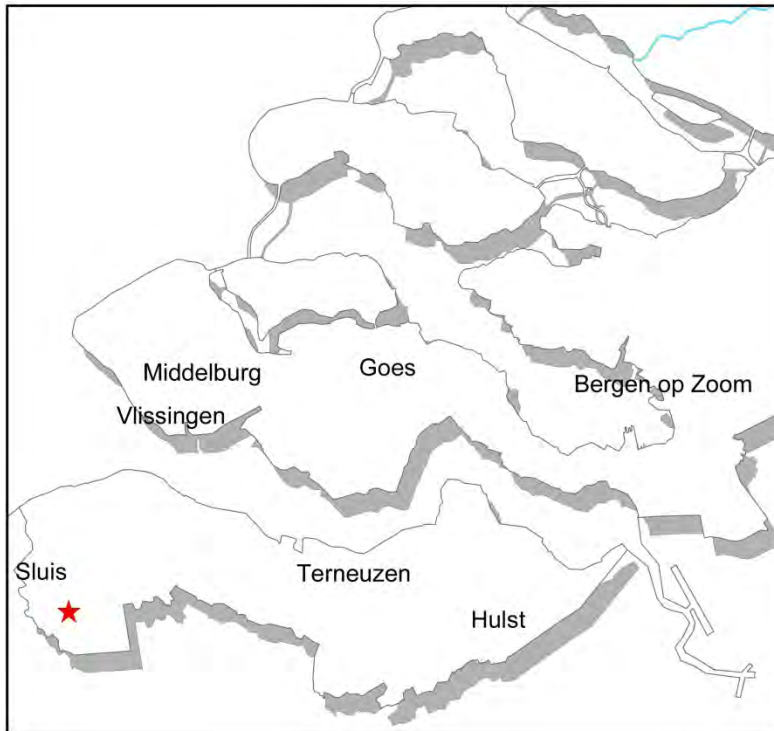 Middelburg
Goes
Bergen op Zoom
Vlissingen
Sluis
Terneuzen
Hulst